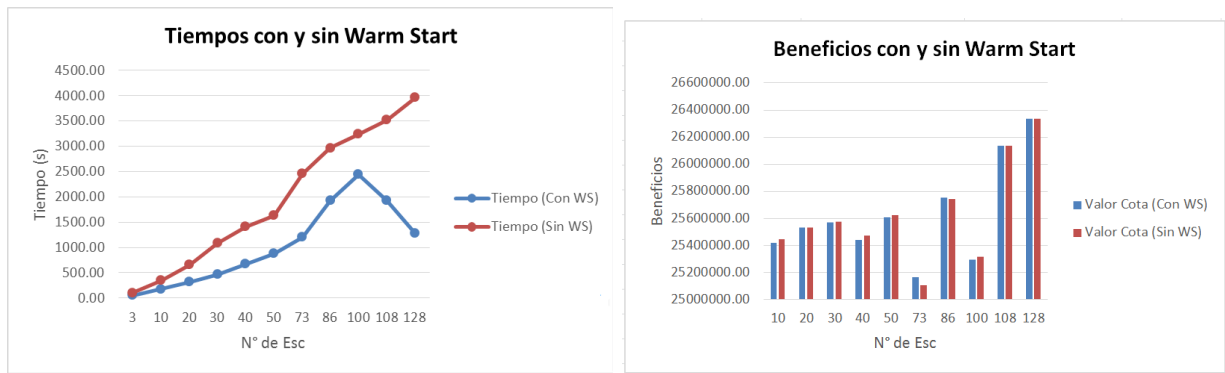 Tiempos con y sin Warm Start
4500.00
4000.00
3500.00
3000.00
2500.00
2000.00
1500.00
1000.00
500.00
0.00
Tiempo (s)
3 10 20 30 40 50 73 86 100 108 128
N° de Esc
Tiempo (Con WS)
Tiempo (Sin WS)
Beneficios con y sin Warm Start
26600000.00
26400000.00
26200000.00
26000000.00
25800000.00
25600000.00
25400000.00
25200000.00
25000000.00
Beneficios
10 20 30 40 50 73 86 100 108 128
N° de Esc
Valor Cota (Con WS)
Valor Cota (Sin WS)